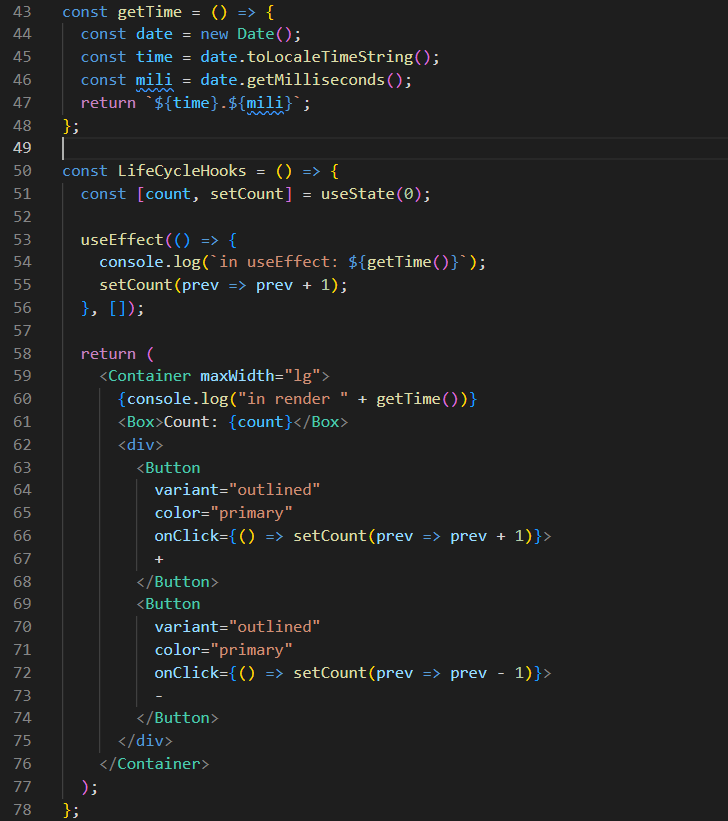 43 const getTime = () => {
44   const date = new Date();
45   const time = date.toLocaleTimeString();
46   const mili = date.getMilliseconds();
47   return `${time}.${mili}`;
48 };
49
50 const LifeCycleHooks = () => {
51   const [count, setCount] = useState(0);
52
53   useEffect(() => {
54     console.log(`in useEffect: ${getTime()}`);
55     setCount(prev => prev + 1);
56   }, []);
57
58   return (
59     <Container maxWidth="lg">
60       {console.log("in render " + getTime())}
61       <Box>Count: {count}</Box>
62       <div>
63         <Button
64           variant="outlined"
65           color="primary"
66           onClick={() => setCount(prev => prev + 1)}>
67           +
68         </Button>
69         <Button
70           variant="outlined"
71           color="primary"
72           onClick={() => setCount(prev => prev - 1)}>
73           -
74         </Button>
75       </div>
76     </Container>
77   );
78 };